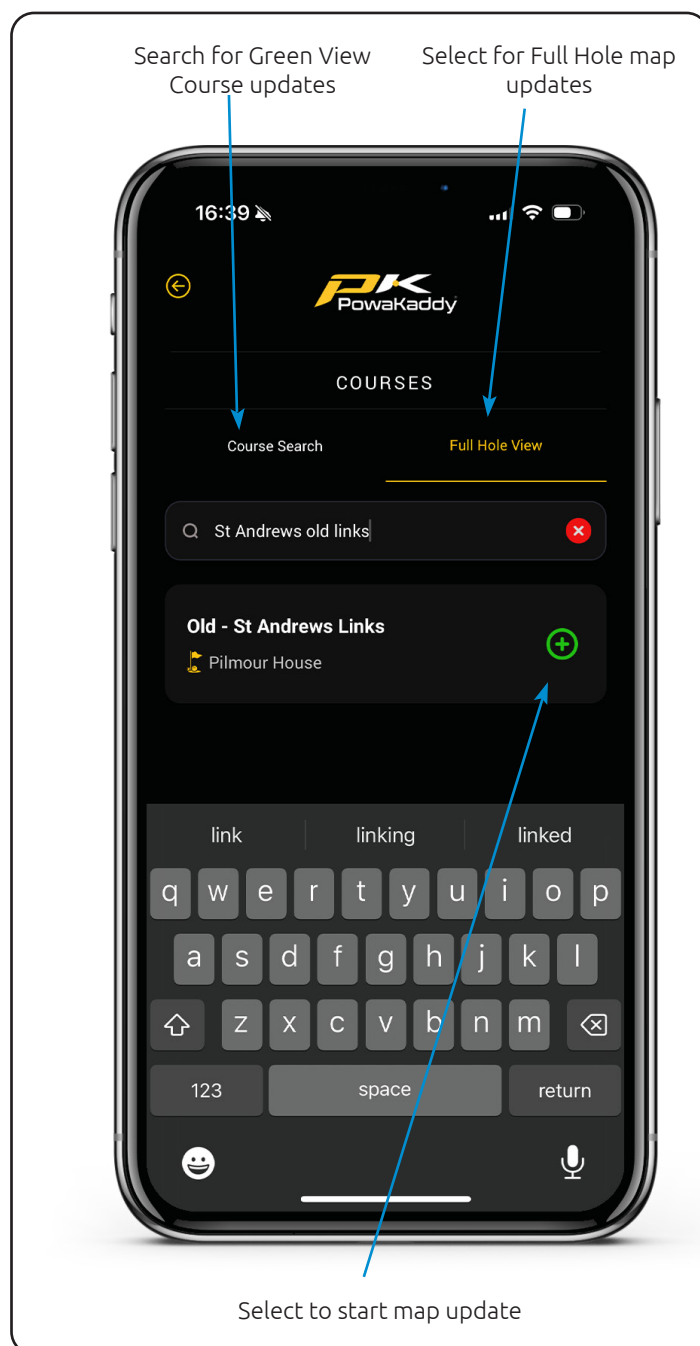 Search for Green View
Course updates
Select for Full Hole map
updates
16:39
PK
PowaKaddy
COURSES
Course Search
Full Hole View
St Andrews old links
Old - St Andrews Links
Pilmour House
link linking linked
q w e r t y u i o p
a s d f g h j k l
z x c v b n m
123 space return
Select to start map update